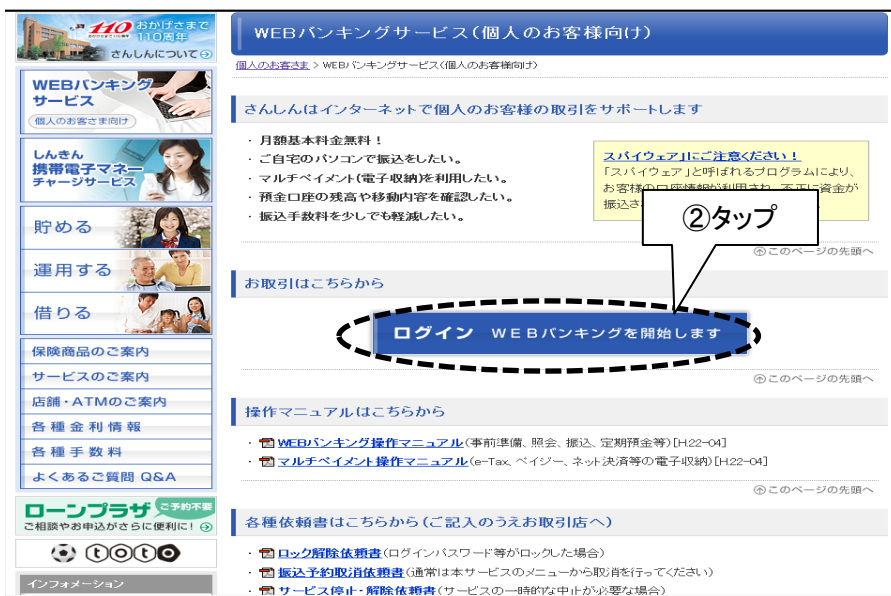 110 おかげさまで
110周年
さんしんについて
WEBバンキング
サービス
個人のお客さま向け
しんきん
携帯電子マネー
チャージサービス
貯める
運用する
借りる
保険商品のご案内
サービスのご案内
店舗・ATMのご案内
各種金利情報
各種手数料
よくあるご質問 Q&A
ローンプラザ ご予約不要
ご相談やお申込がさらに便利に!
toto
インフォメーション
WEBバンキングサービス(個人のお客様向け)
個人のお客さま > WEBバンキングサービス(個人のお客様向け)
さんしんはインターネットで個人のお客様の取引をサポートします
・月額基本料金無料!
・ご自宅のパソコンで振込をしたい。
・マルチペイメント(電子収納)を利用したい。
・預金口座の残高や移動内容を確認したい。
・振込手数料を少しでも軽減したい。
スパイウェア」にご注意ください!
「スパイウェア」と呼ばれるプログラムにより、
お客様の口座情報が利用され、不正に資金が
振込さ
②タップ
このページの先頭へ
お取引はこちらから
ログイン WEBバンキングを開始します
このページの先頭へ
操作マニュアルはこちらから
・WEBバンキング操作マニュアル(事前準備、照会、振込、定期預金等)[H22-04]
・マルチペイメント操作マニュアル(e-Tax、ペイジー、ネット決済等の電子収納)[H22-04]
このページの先頭へ
各種依頼書はこちらから(ご記入のうえお取引店へ)
・ロック解除依頼書(ログインパスワード等がロックした場合)
・振込予約取消依頼書(通常は本サービスのメニューから取消を行ってください)
・サービス停止・解除依頼書(サービスの一時的な中止が必要な場合)